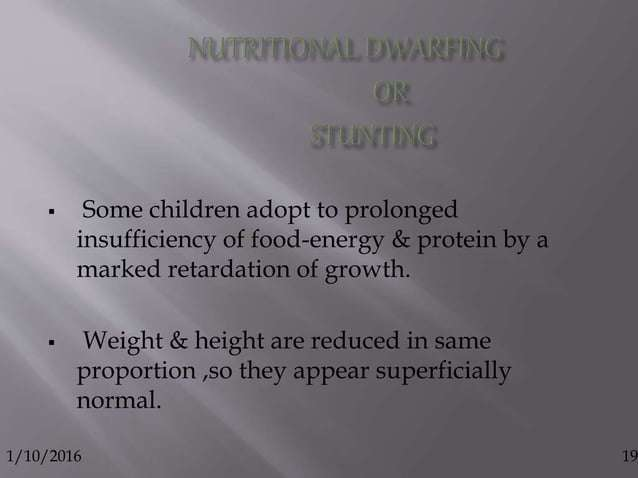 NUTRITIONAL DWARFING
OR
STUNTING
▪ Some children adopt to prolonged
insufficiency of food-energy & protein by a
marked retardation of growth.
▪ Weight & height are reduced in same
proportion ,so they appear superficially
normal.
1/10/2016 19